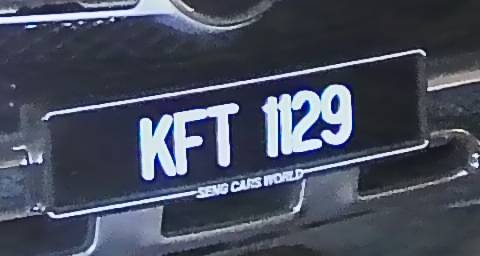 KFT 1129
SENG CARS WORLD